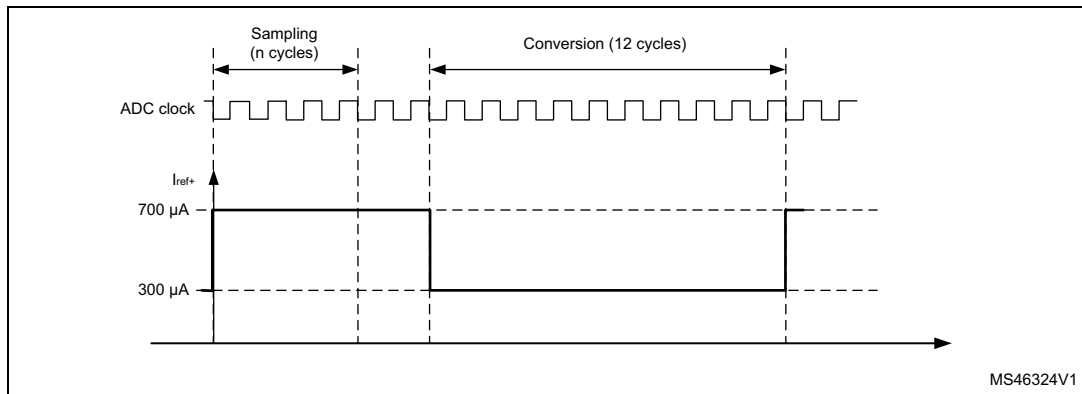 Sampling
(n cycles)
Conversion (12 cycles)
ADC clock
Iref+
700 µA
300 µA
MS46324V1